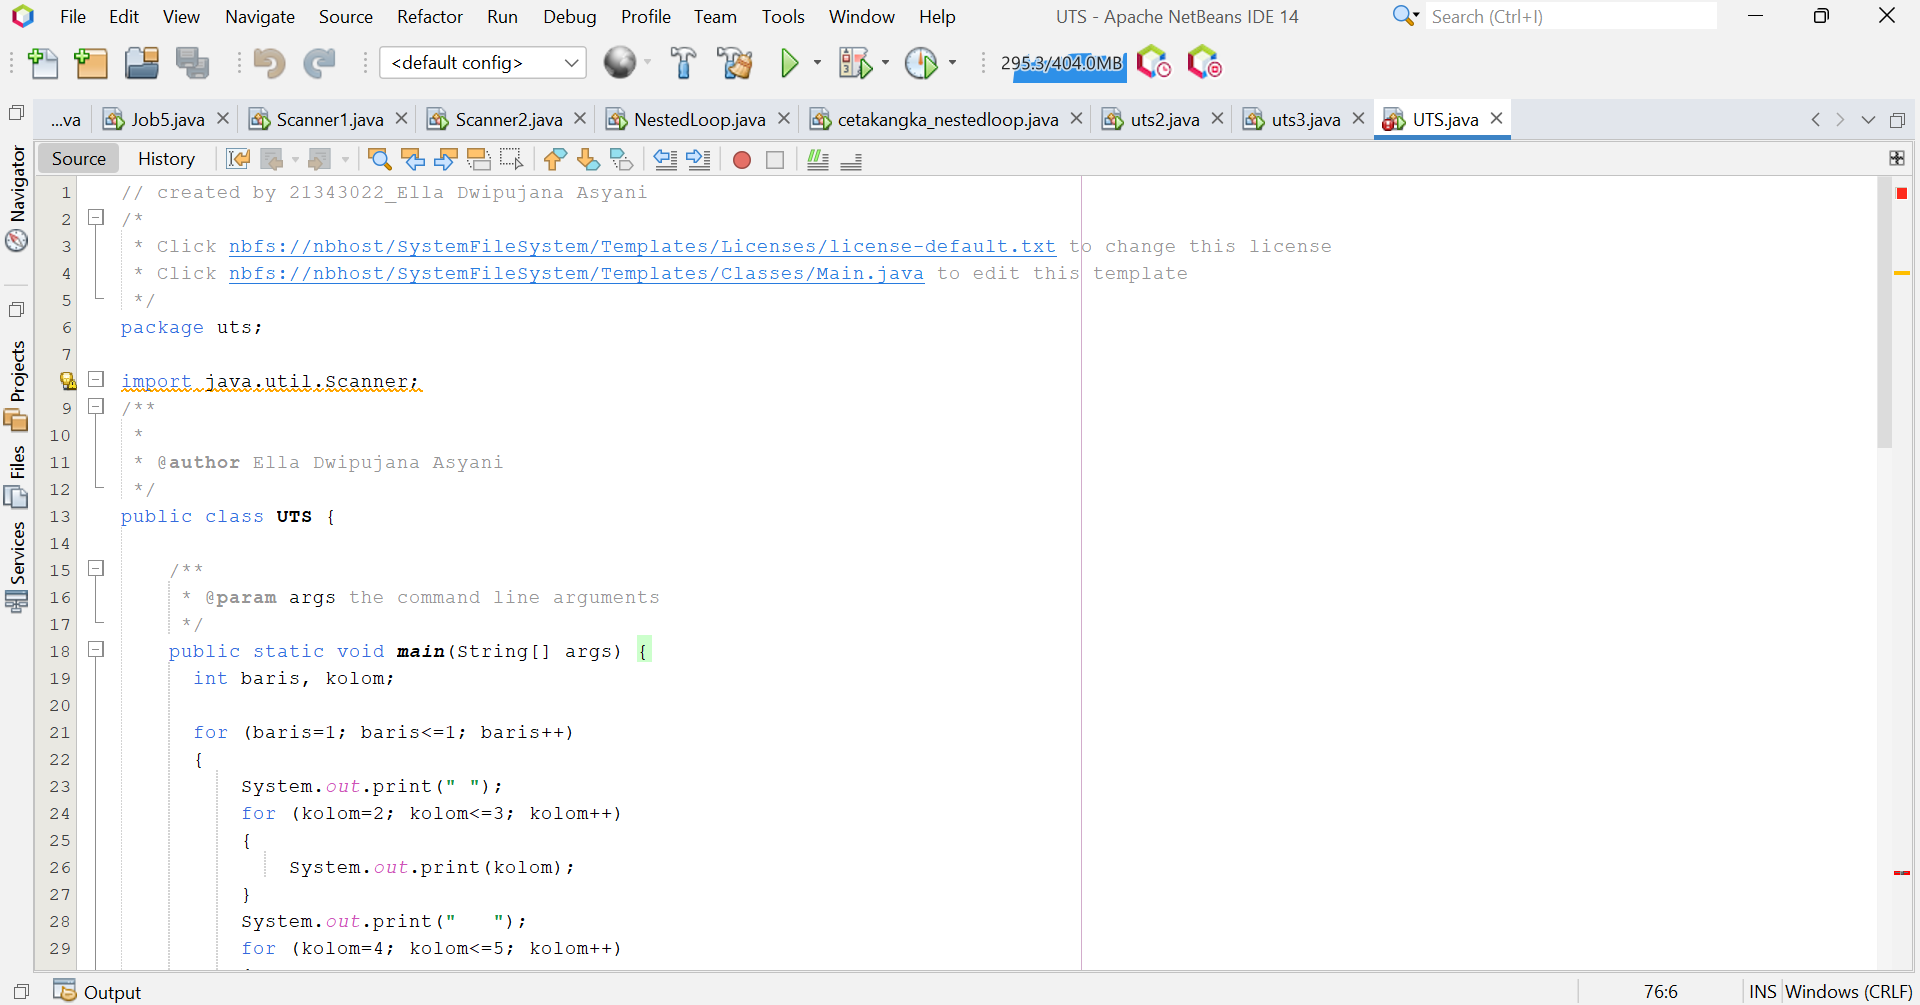 File Edit View Navigate Source Refactor Run Debug Profile Team Tools Window Help UTS - Apache NetBeans IDE 14 Search (Ctrl+I)
<default config> 295.3/404.0MB
...va Job5.java Scanner1.java Scanner2.java NestedLoop.java cetakangka_nestedloop.java uts2.java uts3.java UTS.java
Source History
Navigator
Projects
Files
Services
1 // created by 21343022_Ella Dwipujana Asyani
2 /*
3 * Click nbfs://nbhost/SystemFileSystem/Templates/Licenses/license-default.txt to change this license
4 * Click nbfs://nbhost/SystemFileSystem/Templates/Classes/Main.java to edit this template
5 */
6 package uts;
7
import java.util.Scanner;
9 /**
10 *
11 * @author Ella Dwipujana Asyani
12 */
13 public class UTS {
14
15 /**
16 * @param args the command line arguments
17 */
18 public static void main(String[] args) {
19 int baris, kolom;
20
21 for (baris=1; baris<=1; baris++)
22 {
23 System.out.print(" ");
24 for (kolom=2; kolom<=3; kolom++)
25 {
26 System.out.print(kolom);
27 }
28 System.out.print("   ");
29 for (kolom=4; kolom<=5; kolom++)
Output 76:6 INS Windows (CRLF)